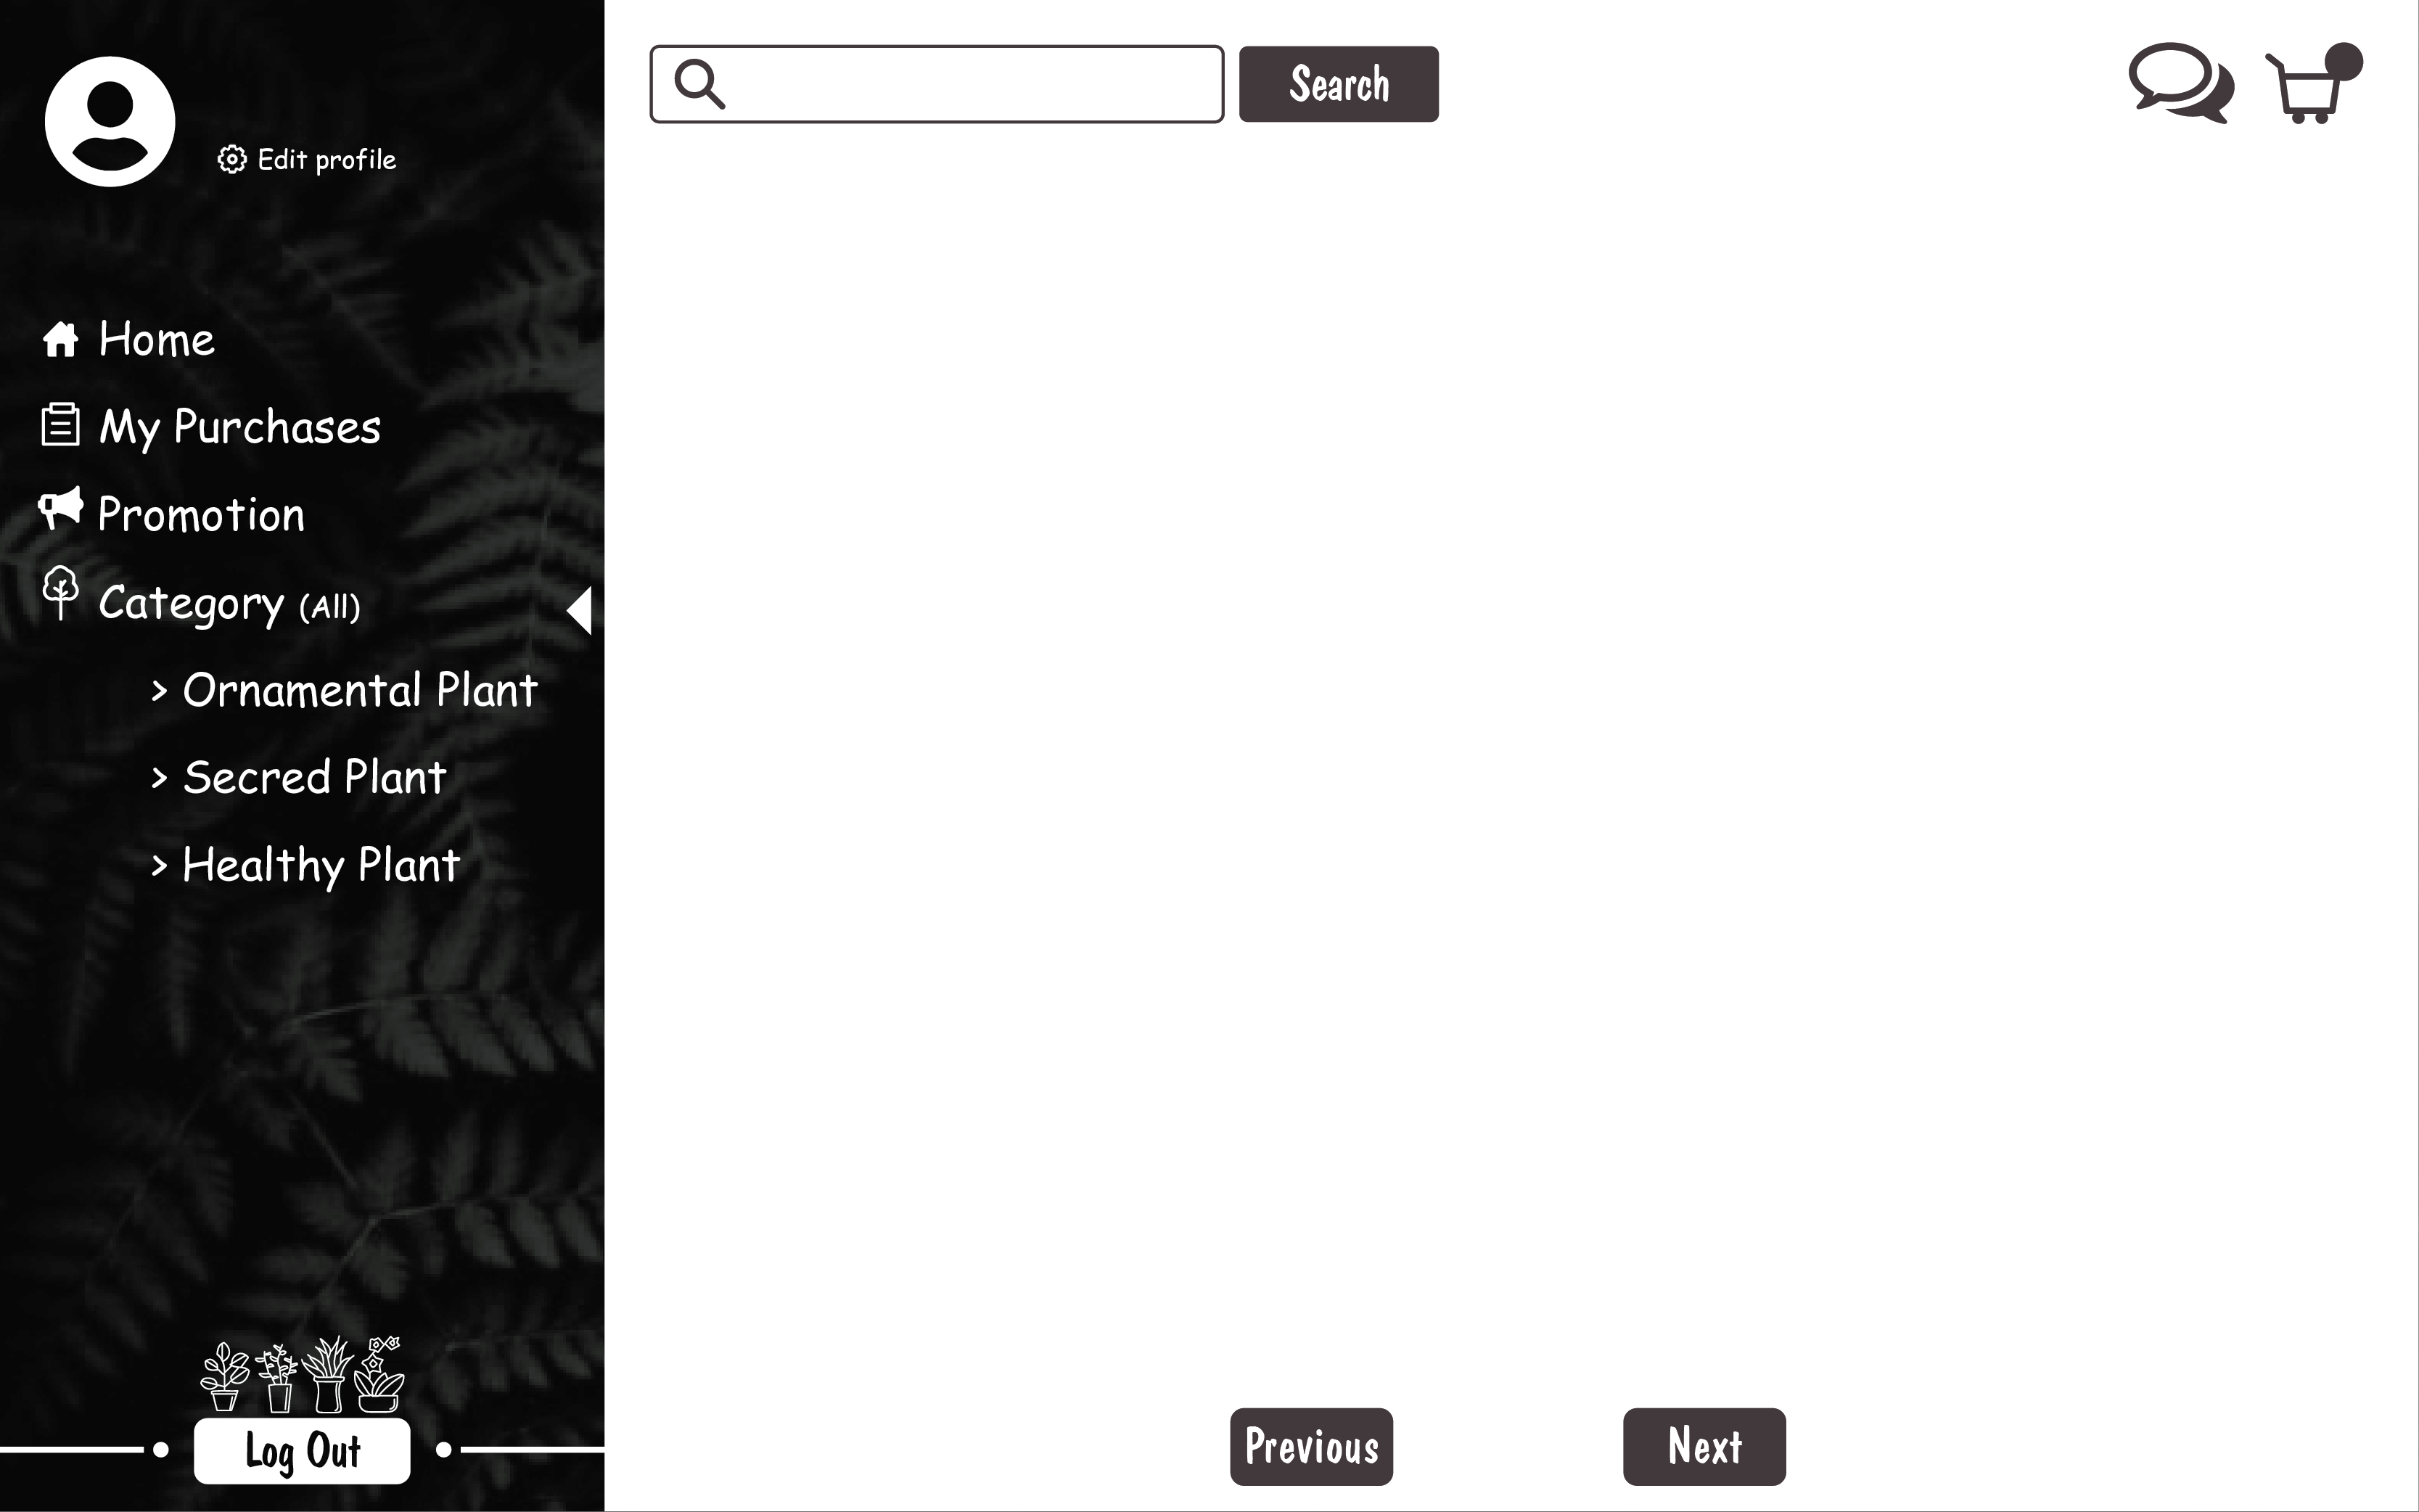 Edit profile
Home
My Purchases
Promotion
Category (All)
> Ornamental Plant
> Secred Plant
> Healthy Plant
Log Out
Search
Previous
Next